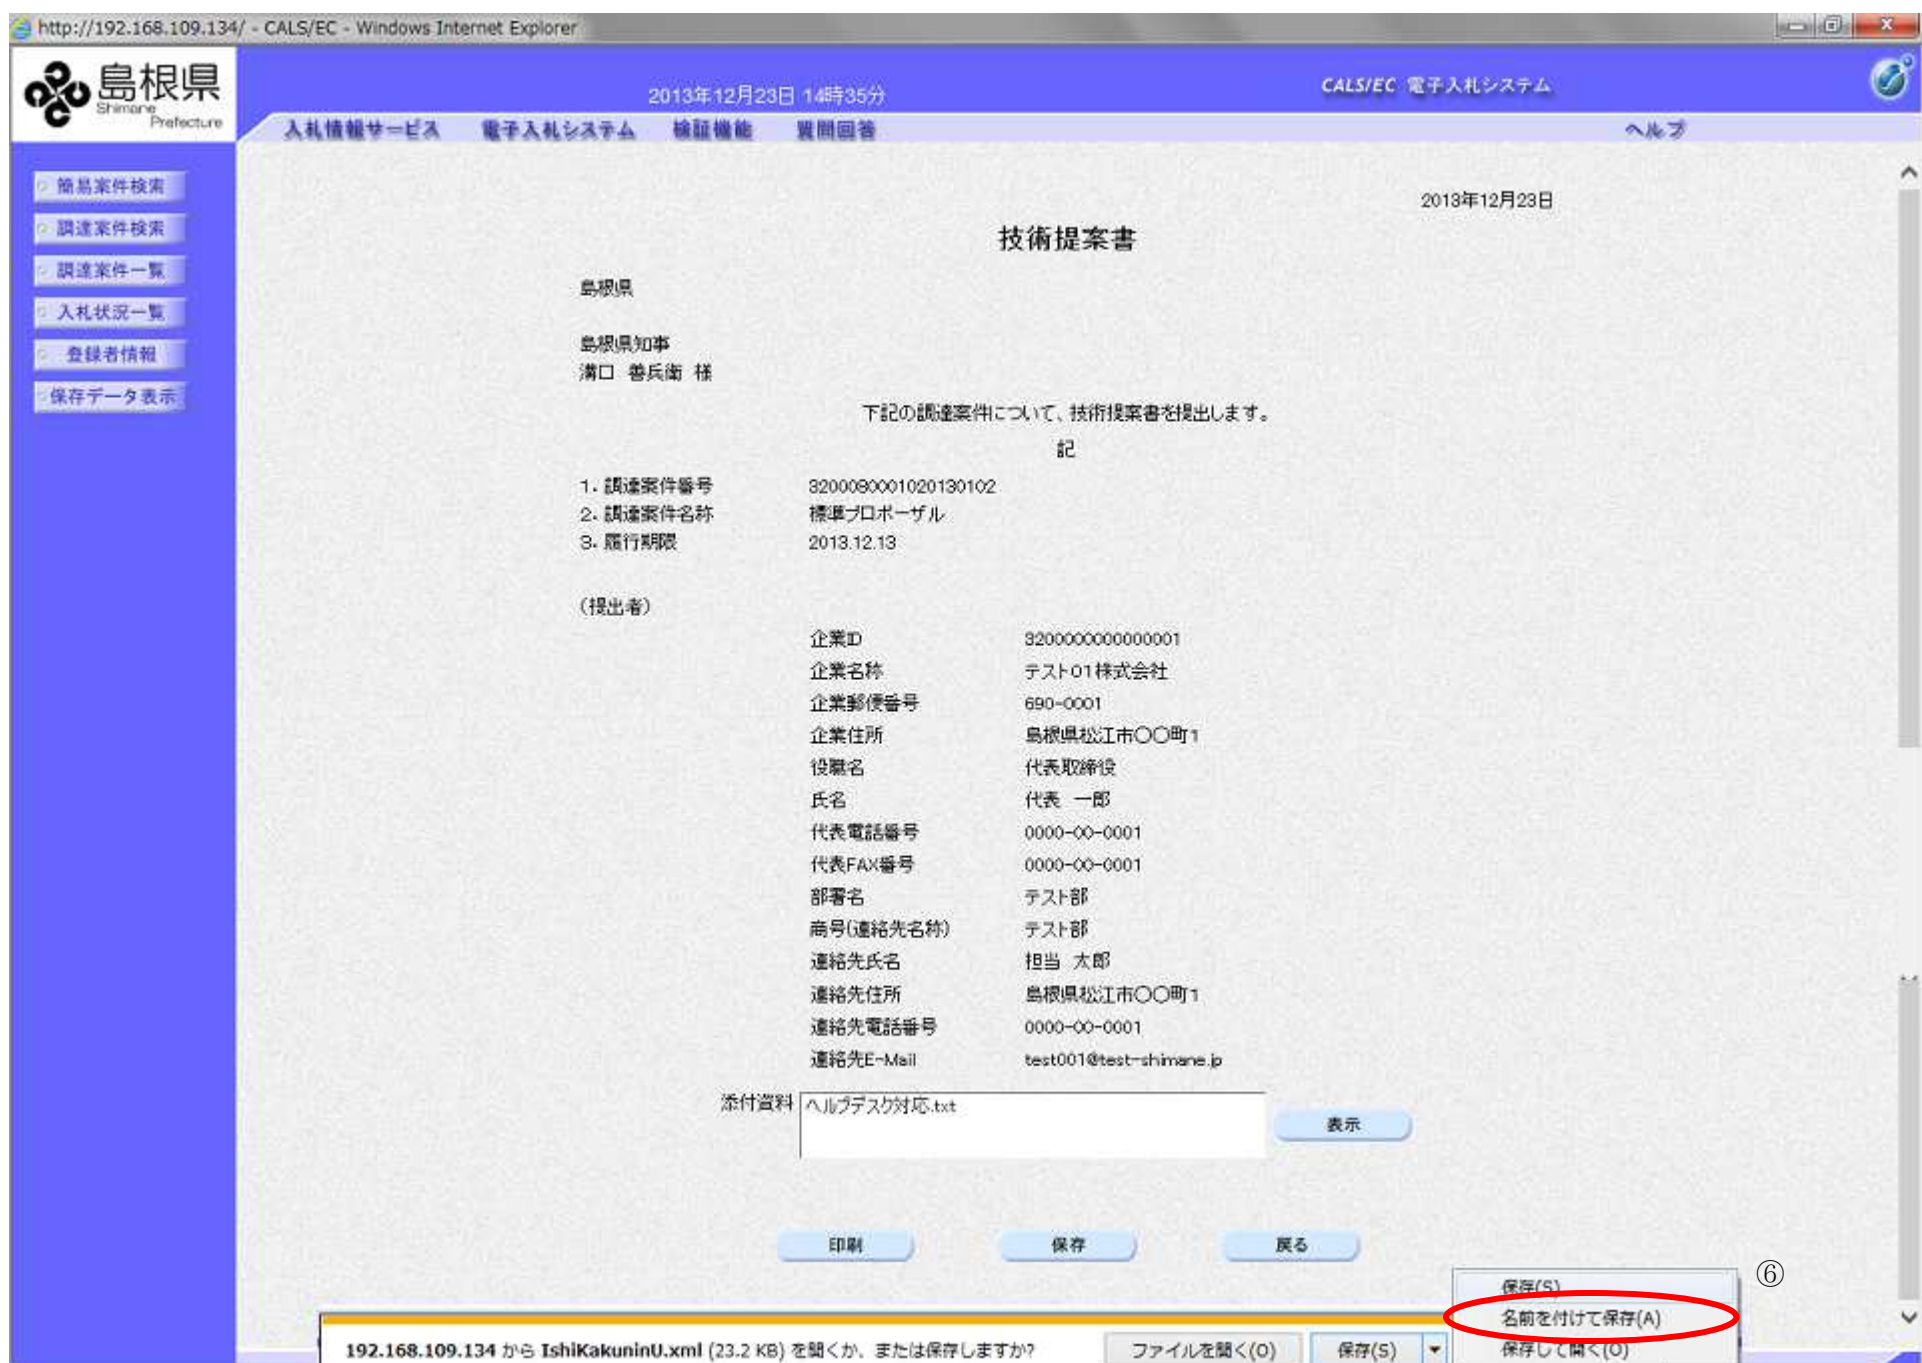 http://192.168.109.134/ - CALS/EC - Windows Internet Explorer
島根県
Shimane
Prefecture
2013年12月23日 14時35分
CALS/EC 電子入札システム
入札情報サービス 電子入札システム 検証機能 質問回答 ヘルプ
簡易案件検索
調達案件検索
調達案件一覧
入札状況一覧
登録者情報
保存データ表示
2013年12月23日
技術提案書
島根県
島根県知事
溝口 善兵衛 様
下記の調達案件について、技術提案書を提出します。
記
1. 調達案件番号 3200080001020130102
2. 調達案件名称 標準プロポーザル
3. 履行期限 2013.12.13
(提出者)
企業ID 3200000000000001
企業名称 テスト01株式会社
企業郵便番号 690-0001
企業住所 島根県松江市〇〇町1
役職名 代表取締役
氏名 代表 一郎
代表電話番号 0000-00-0001
代表FAX番号 0000-00-0001
部署名 テスト部
商号(連絡先名称) テスト部
連絡先氏名 担当 太郎
連絡先住所 島根県松江市〇〇町1
連絡先電話番号 0000-00-0001
連絡先E-Mail test001@test-shimane.jp
添付資料 ヘルプデスク対応.txt
表示
印刷 保存 戻る
⑥
保存(S)
名前を付けて保存(A)
保存して開く(O)
192.168.109.134 から IshiKakuninU.xml (23.2 KB) を開くか、または保存しますか?
ファイルを開く(O) 保存(S)